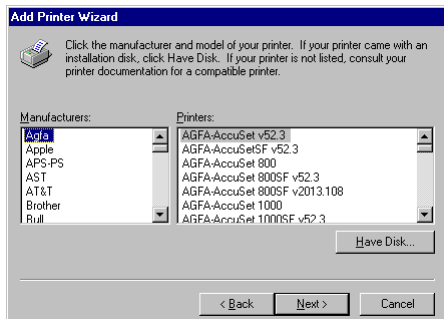 Add Printer Wizard
Click the manufacturer and model of your printer. If your printer came with an
installation disk, click Have Disk. If your printer is not listed, consult your
printer documentation for a compatible printer.
Manufacturers:
Agfa
Apple
APS-PS
AST
AT&T
Brother
Bull
Printers:
AGFA-AccuSet v52.3
AGFA-AccuSetSF v52.3
AGFA-AccuSet 800
AGFA-AccuSet 800SF v52.3
AGFA-AccuSet 800SF v2013.108
AGFA-AccuSet 1000
AGFA-AccuSet 1000SF v52.3
Have Disk...
< Back
Next >
Cancel